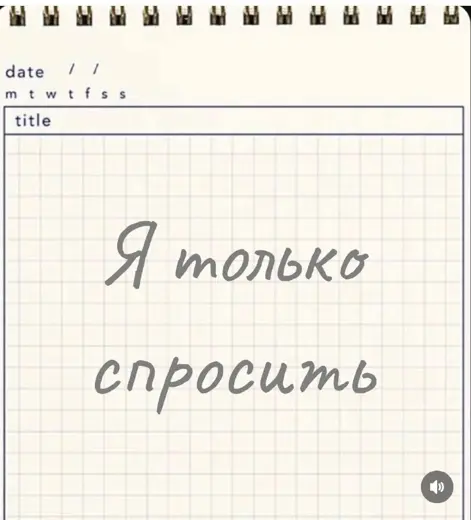 date / /
m t w t f s s
title
Я только
спросить